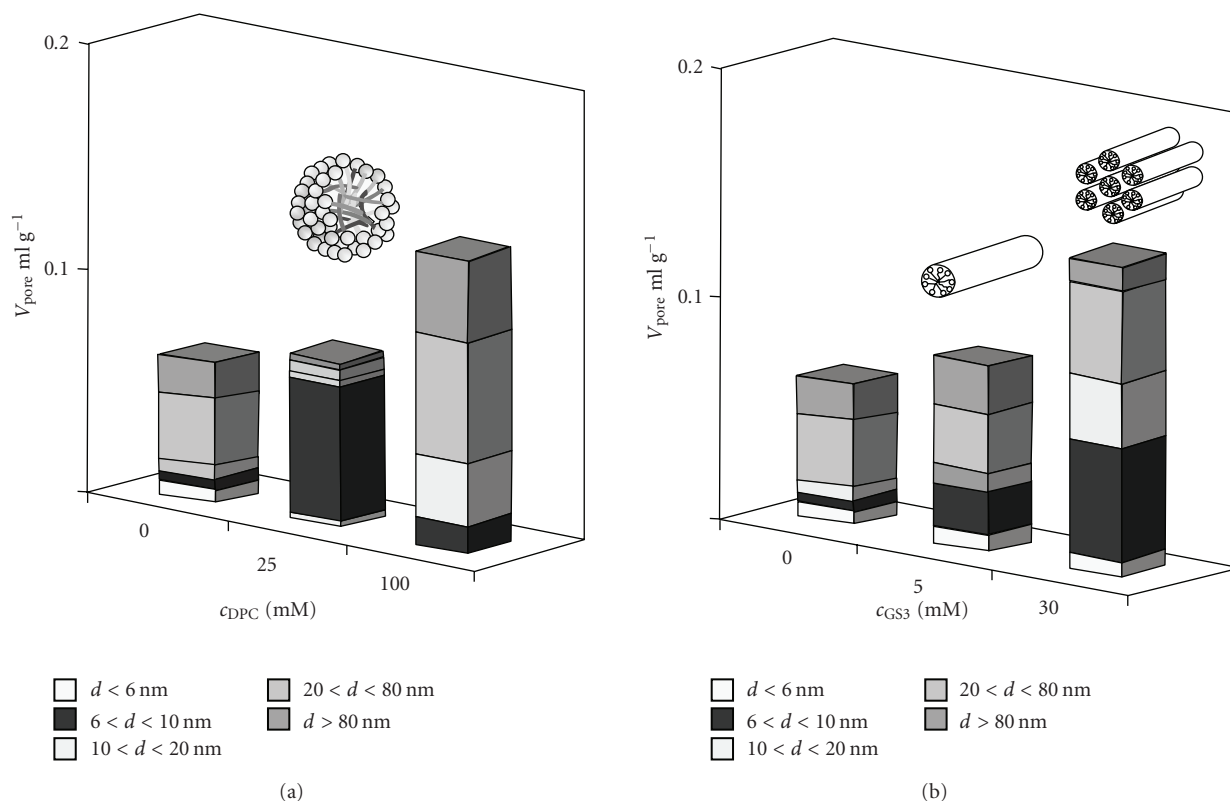 0.2
0.1
V_pore ml g⁻¹
0
25
100
c_DPC (mM)
d < 6 nm
6 < d < 10 nm
10 < d < 20 nm
20 < d < 80 nm
d > 80 nm
(a)
0.2
0.1
V_pore ml g⁻¹
0
5
30
c_GS3 (mM)
d < 6 nm
6 < d < 10 nm
10 < d < 20 nm
20 < d < 80 nm
d > 80 nm
(b)